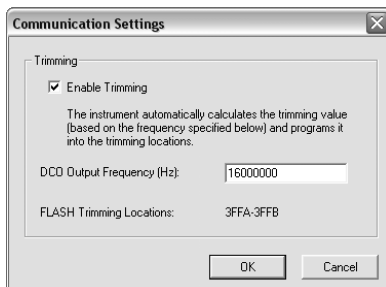 Communication Settings
Trimming
Enable Trimming
The instrument automatically calculates the trimming value
(based on the frequency specified below) and programs it
into the trimming locations.
DCO Output Frequency (Hz): 16000000
FLASH Trimming Locations: 3FFA-3FFB
OK Cancel